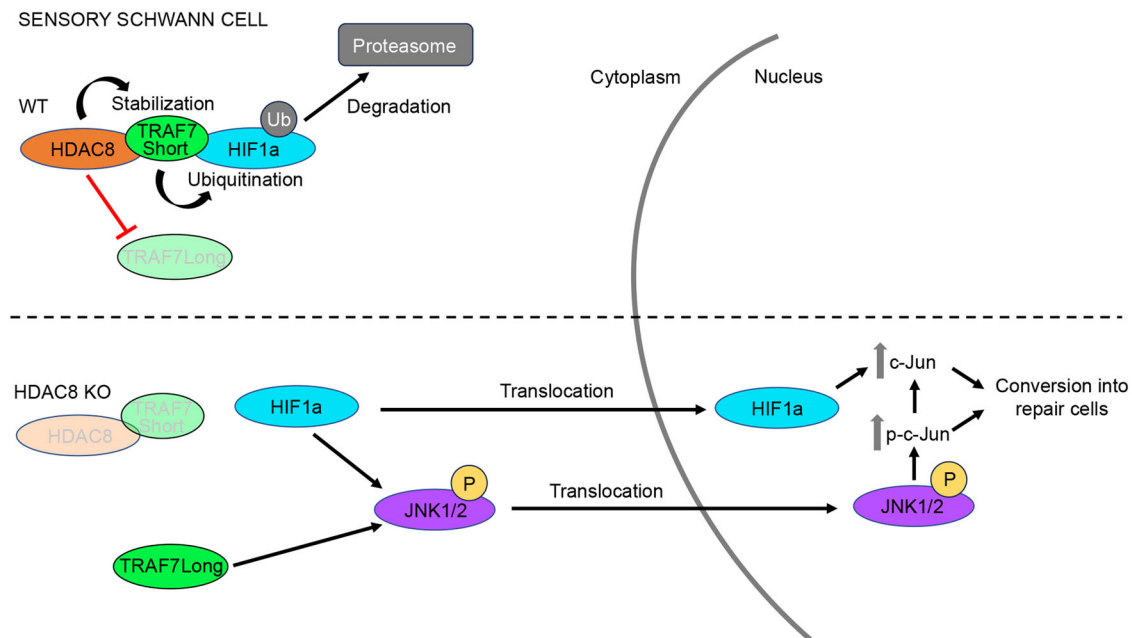 SENSORY SCHWANN CELL
Proteasome
Cytoplasm
Nucleus
WT
Stabilization
Ub
Degradation
HDAC8
TRAF7
Short
HIF1a
Ubiquitination
TRAF7Long
HDAC8 KO
TRAF7
Short
HDAC8
HIF1a
Translocation
HIF1a
c-Jun
Conversion into
repair cells
p-c-Jun
P
JNK1/2
Translocation
P
JNK1/2
TRAF7Long